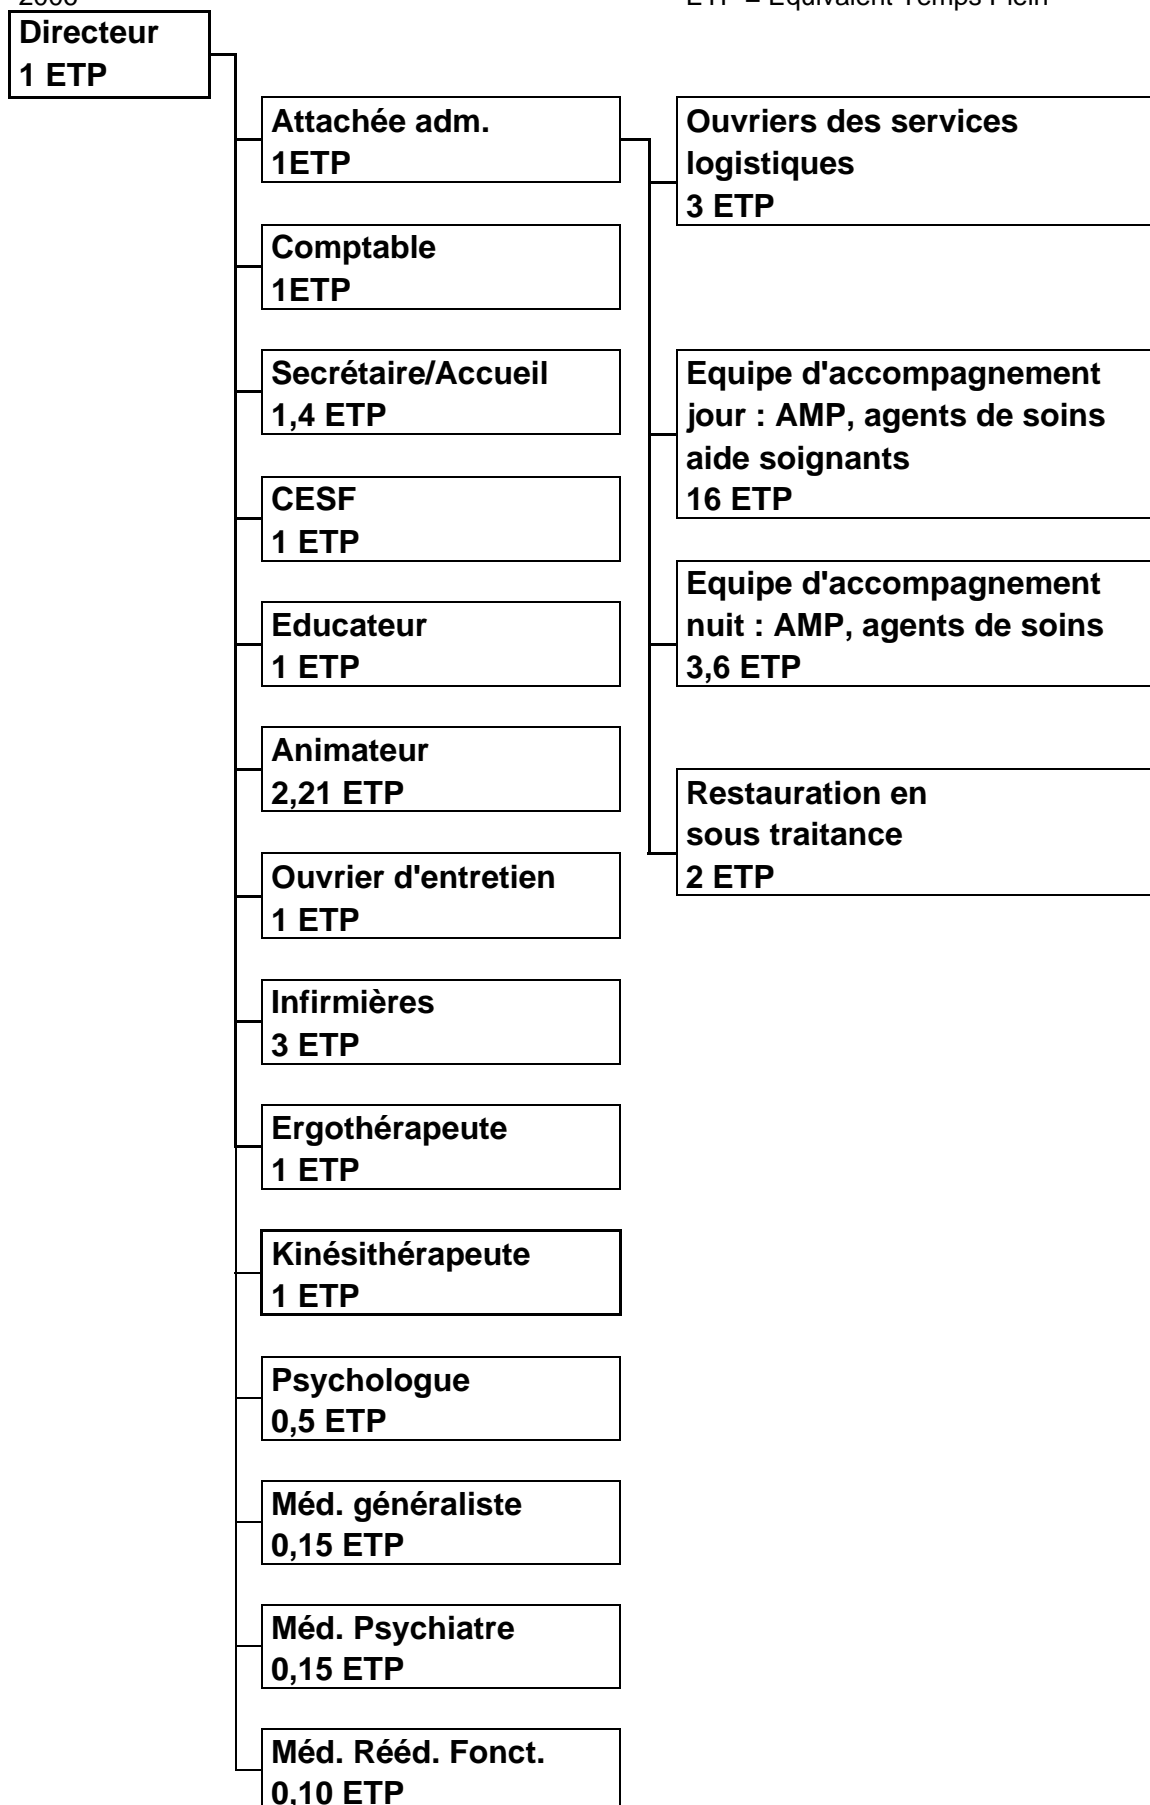 ETP = Equivalent Temps Plein
Directeur
1 ETP
Attachée adm.
1ETP
Comptable
1ETP
Secrétaire/Accueil
1,4 ETP
CESF
1 ETP
Educateur
1 ETP
Animateur
2,21 ETP
Ouvrier d'entretien
1 ETP
Infirmières
3 ETP
Ergothérapeute
1 ETP
Kinésithérapeute
1 ETP
Psychologue
0,5 ETP
Méd. généraliste
0,15 ETP
Méd. Psychiatre
0,15 ETP
Méd. Rééd. Fonct.
0,10 ETP
Ouvriers des services
logistiques
3 ETP
Equipe d'accompagnement
jour : AMP, agents de soins
aide soignants
16 ETP
Equipe d'accompagnement
nuit : AMP, agents de soins
3,6 ETP
Restauration en
sous traitance
2 ETP